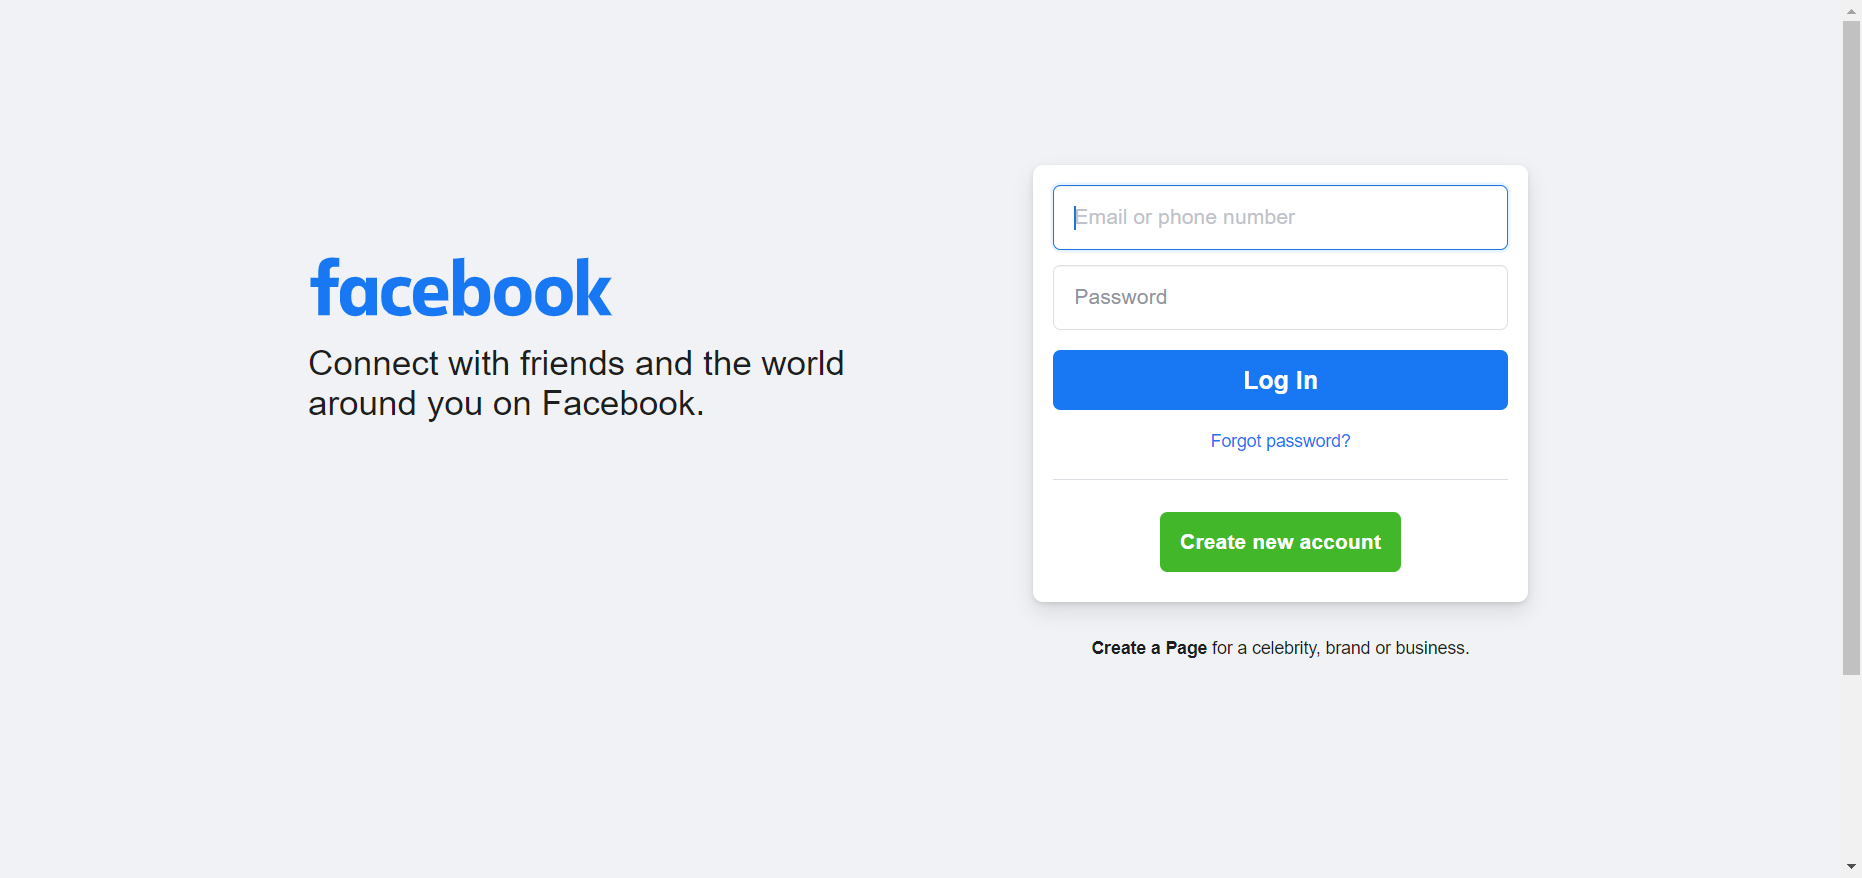 facebook
Connect with friends and the world
around you on Facebook.
Email or phone number
Password
Log In
Forgot password?
Create new account
Create a Page for a celebrity, brand or business.